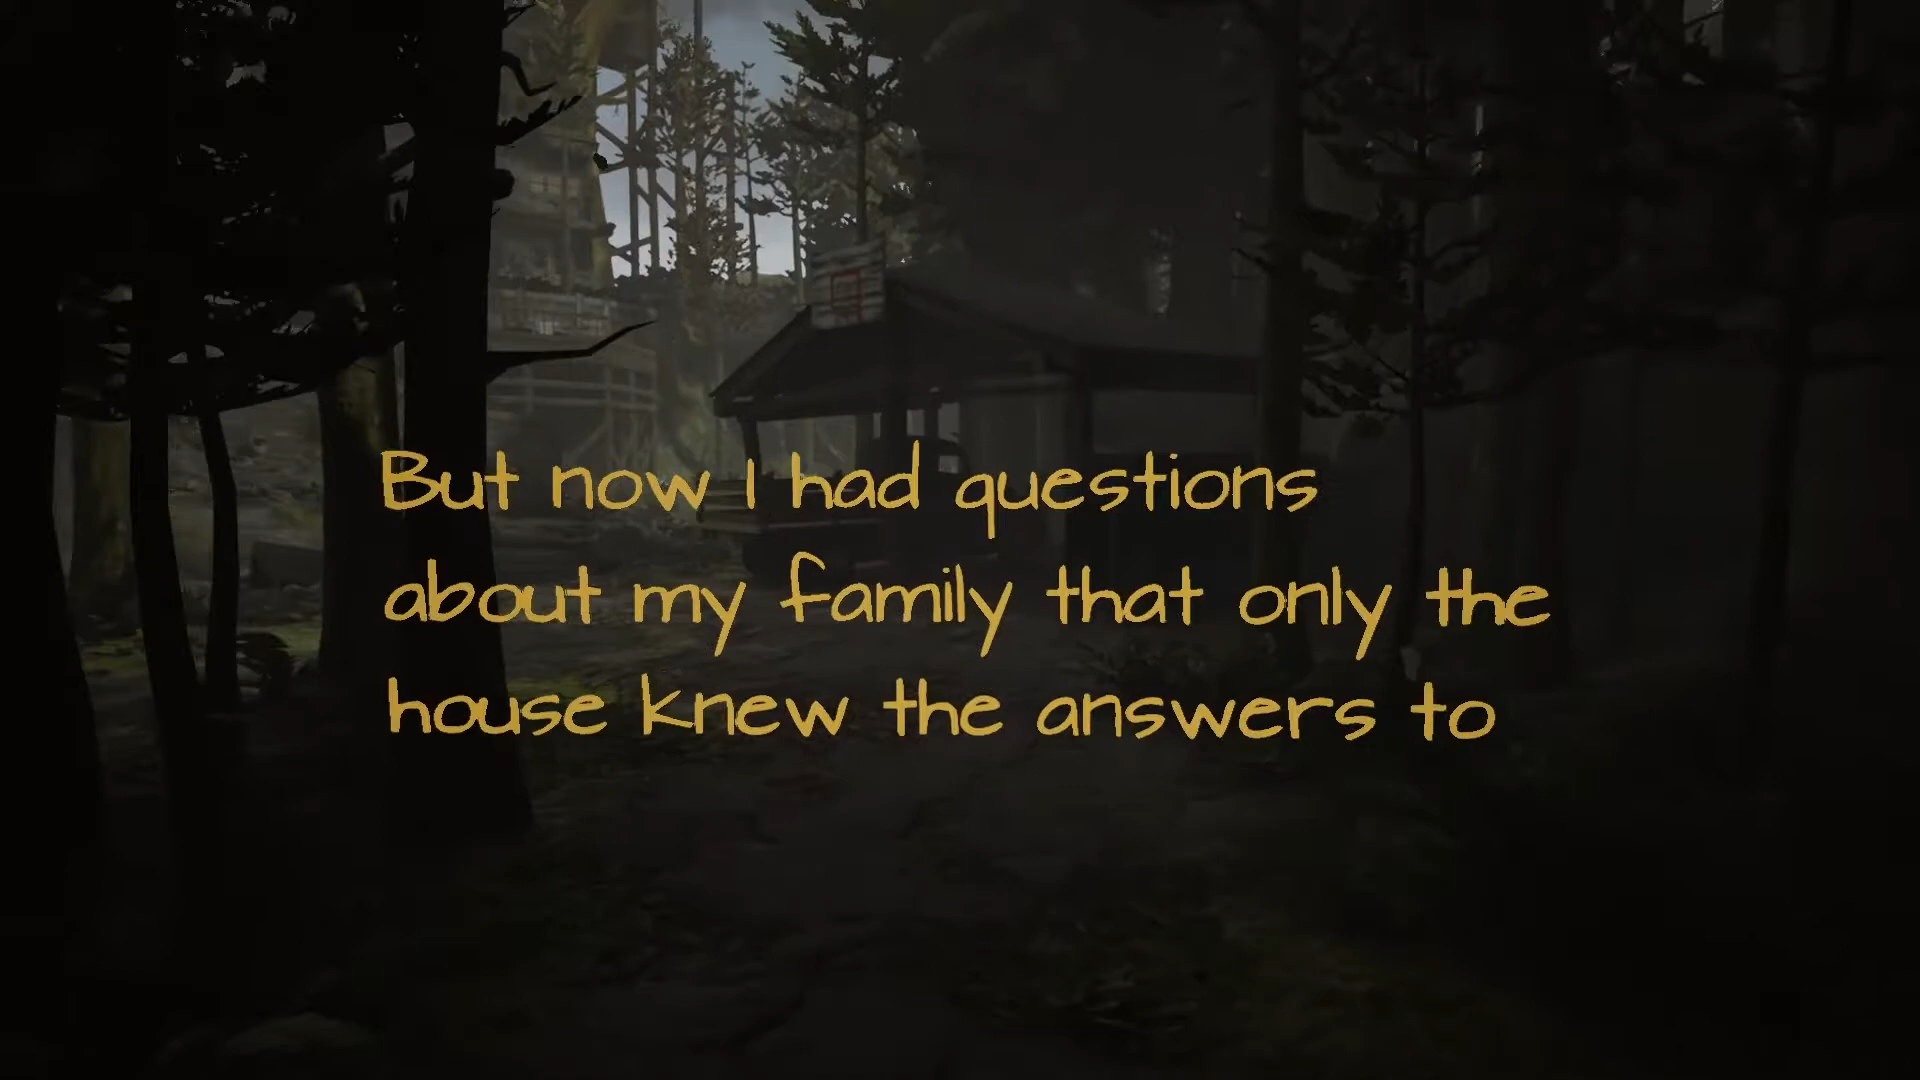 But now I had questions
about my family that only the
house knew the answers to